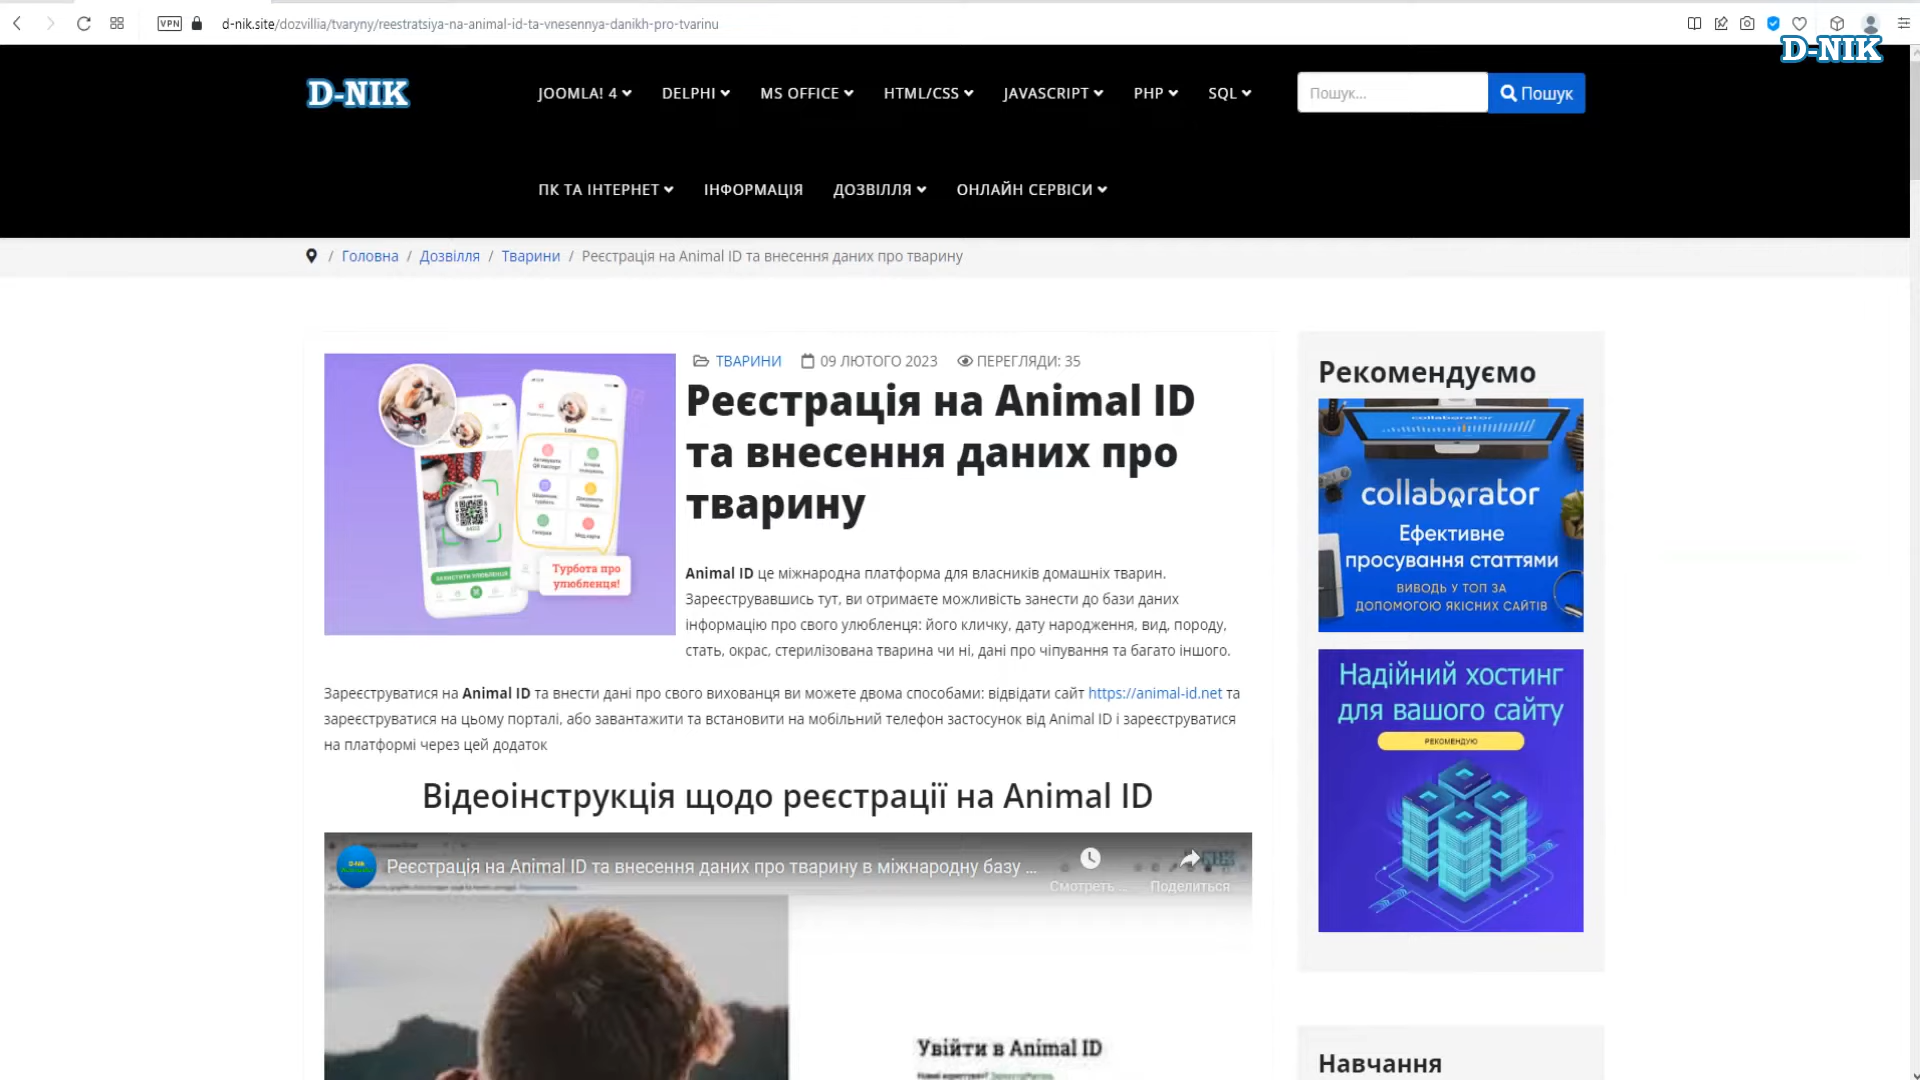 VPN
d-nik.site/dozvillia/tvaryny/reestratsiya-na-animal-id-ta-vnesennya-danikh-pro-tvarinu
D-NIK
D-NIK
JOOMLA! 4
DELPHI
MS OFFICE
HTML/CSS
JAVASCRIPT
PHP
SQL
Пошук...
Пошук
ПК ТА ІНТЕРНЕТ
ІНФОРМАЦІЯ
ДОЗВІЛЛЯ
ОНЛАЙН СЕРВІСИ
/ Головна / Дозвілля / Тварини / Реєстрація на Animal ID та внесення даних про тварину
ТВАРИНИ 09 ЛЮТОГО 2023 ПЕРЕГЛЯДИ: 35
Реєстрація на Animal ID
та внесення даних про
тварину
Турбота про
улюбленця!
Animal ID це міжнародна платформа для власників домашніх тварин.
Зареєструвавшись тут, ви отримаєте можливість занести до бази даних
інформацію про свого улюбленця: його кличку, дату народження, вид, породу,
стать, окрас, стерилізована тварина чи ні, дані про чіпування та багато іншого.
Зареєструватися на Animal ID та внести дані про свого вихованця ви можете двома способами: відвідати сайт https://animal-id.net та
зареєструватися на цьому порталі, або завантажити та встановити на мобільний телефон застосунок від Animal ID і зареєструватися
на платформі через цей додаток
Відеоінструкція щодо реєстрації на Animal ID
Реєстрація на Animal ID та внесення даних про тварину в міжнародну базу ...
Смотреть ...
Поделиться
Увійти в Animal ID
Рекомендуємо
collaborator
Ефективне
просування статтями
ВИВОДЬ У ТОП ЗА
ДОПОМОГОЮ ЯКІСНИХ САЙТІВ
Надійний хостинг
для вашого сайту
РЕКОМЕНДУЮ
Навчання